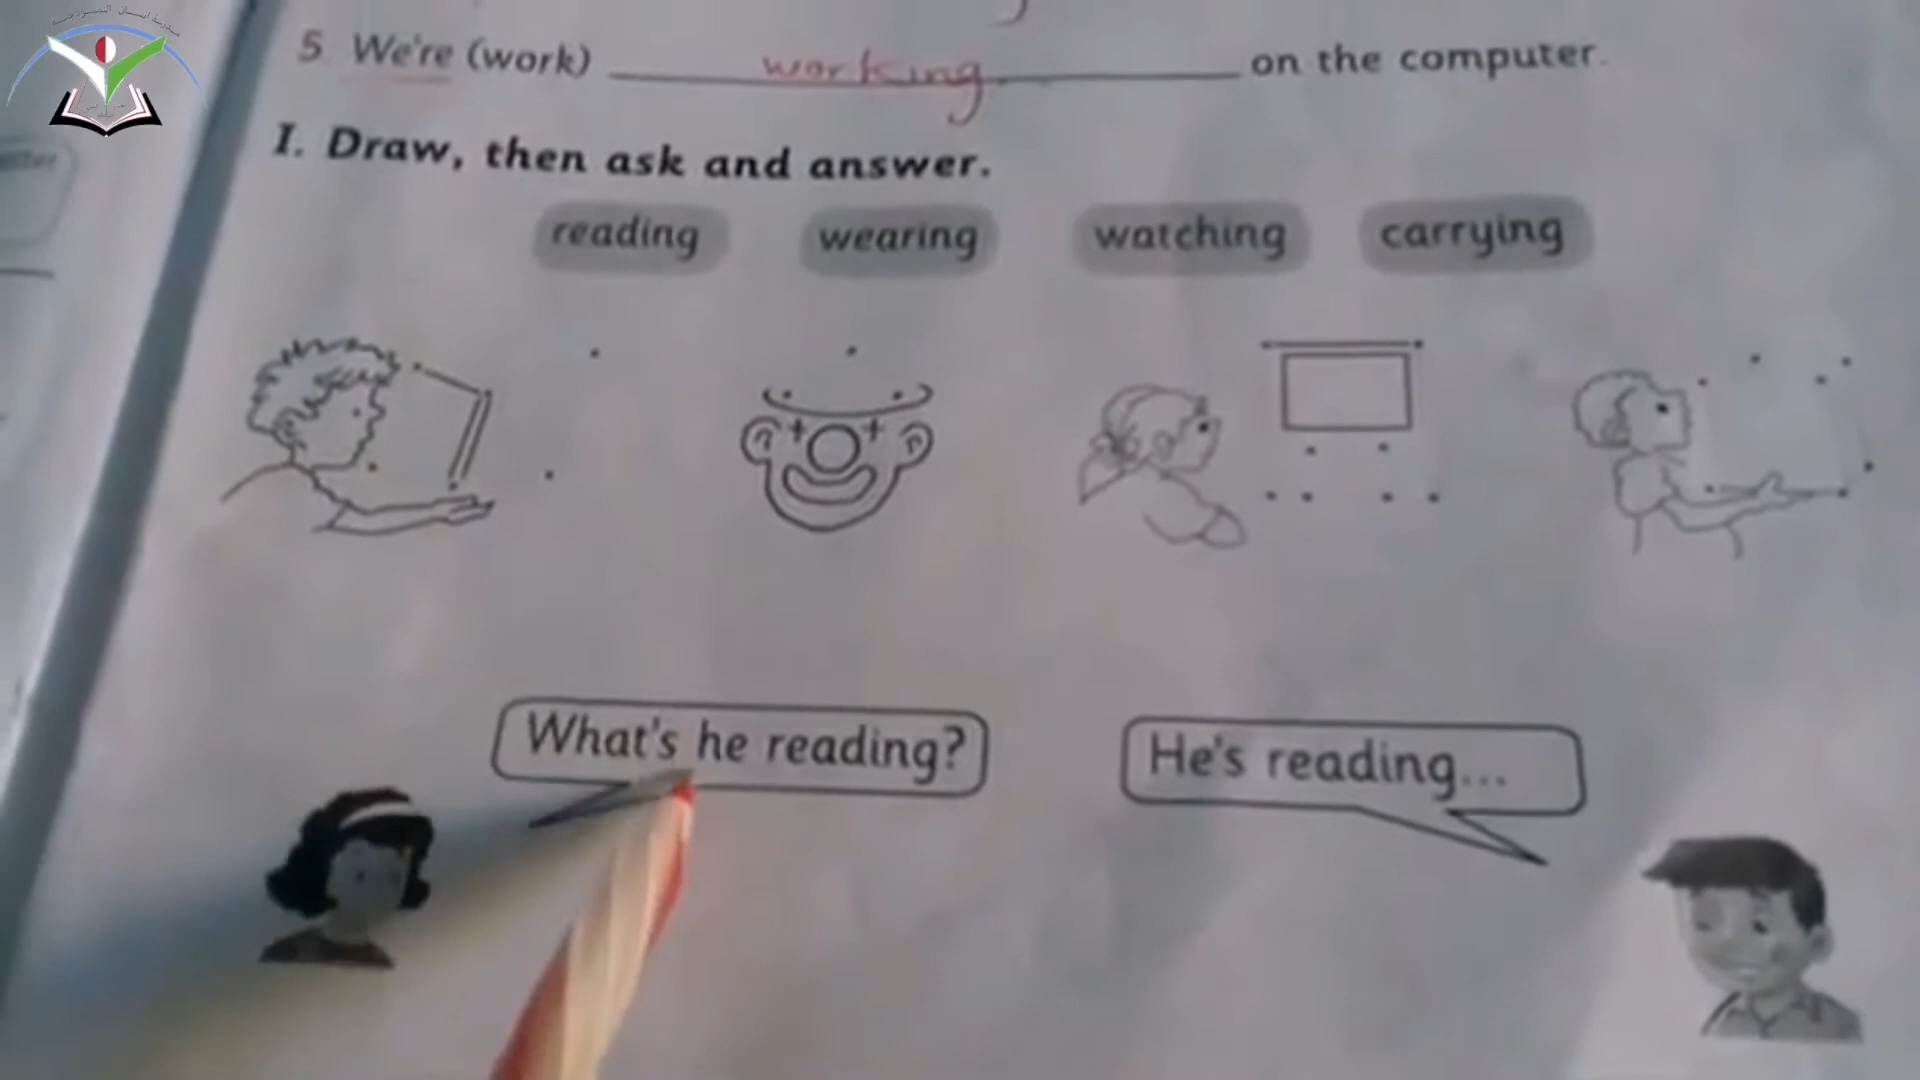 5 We're (work) working on the computer.
I. Draw, then ask and answer.
reading wearing watching carrying
What's he reading?
He's reading...